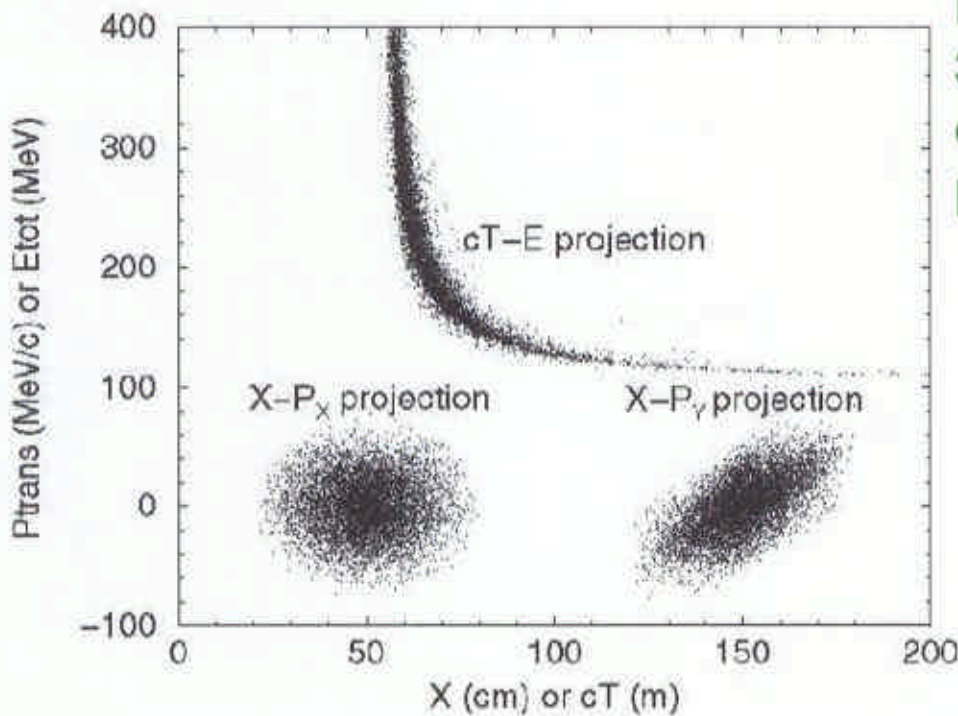 400
300
200
100
0
−100
Ptrans (MeV/c) or Etot (MeV)
cT−E projection
X−PX projection
X−PY projection
0
50
100
150
200
X (cm) or cT (m)